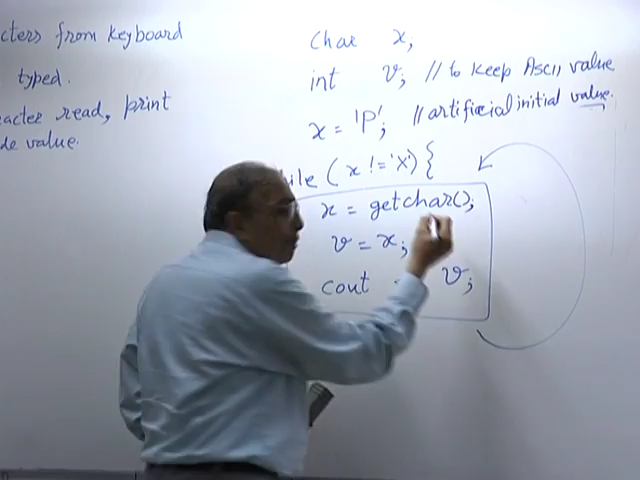 cters from keyboard
typed.
acter read, print
de value.
char x;
int v; // to keep Ascii value
x = 'P'; // artificial initial value.
ile ( x != 'X') {
x = getchar();
v = x;
cout v;